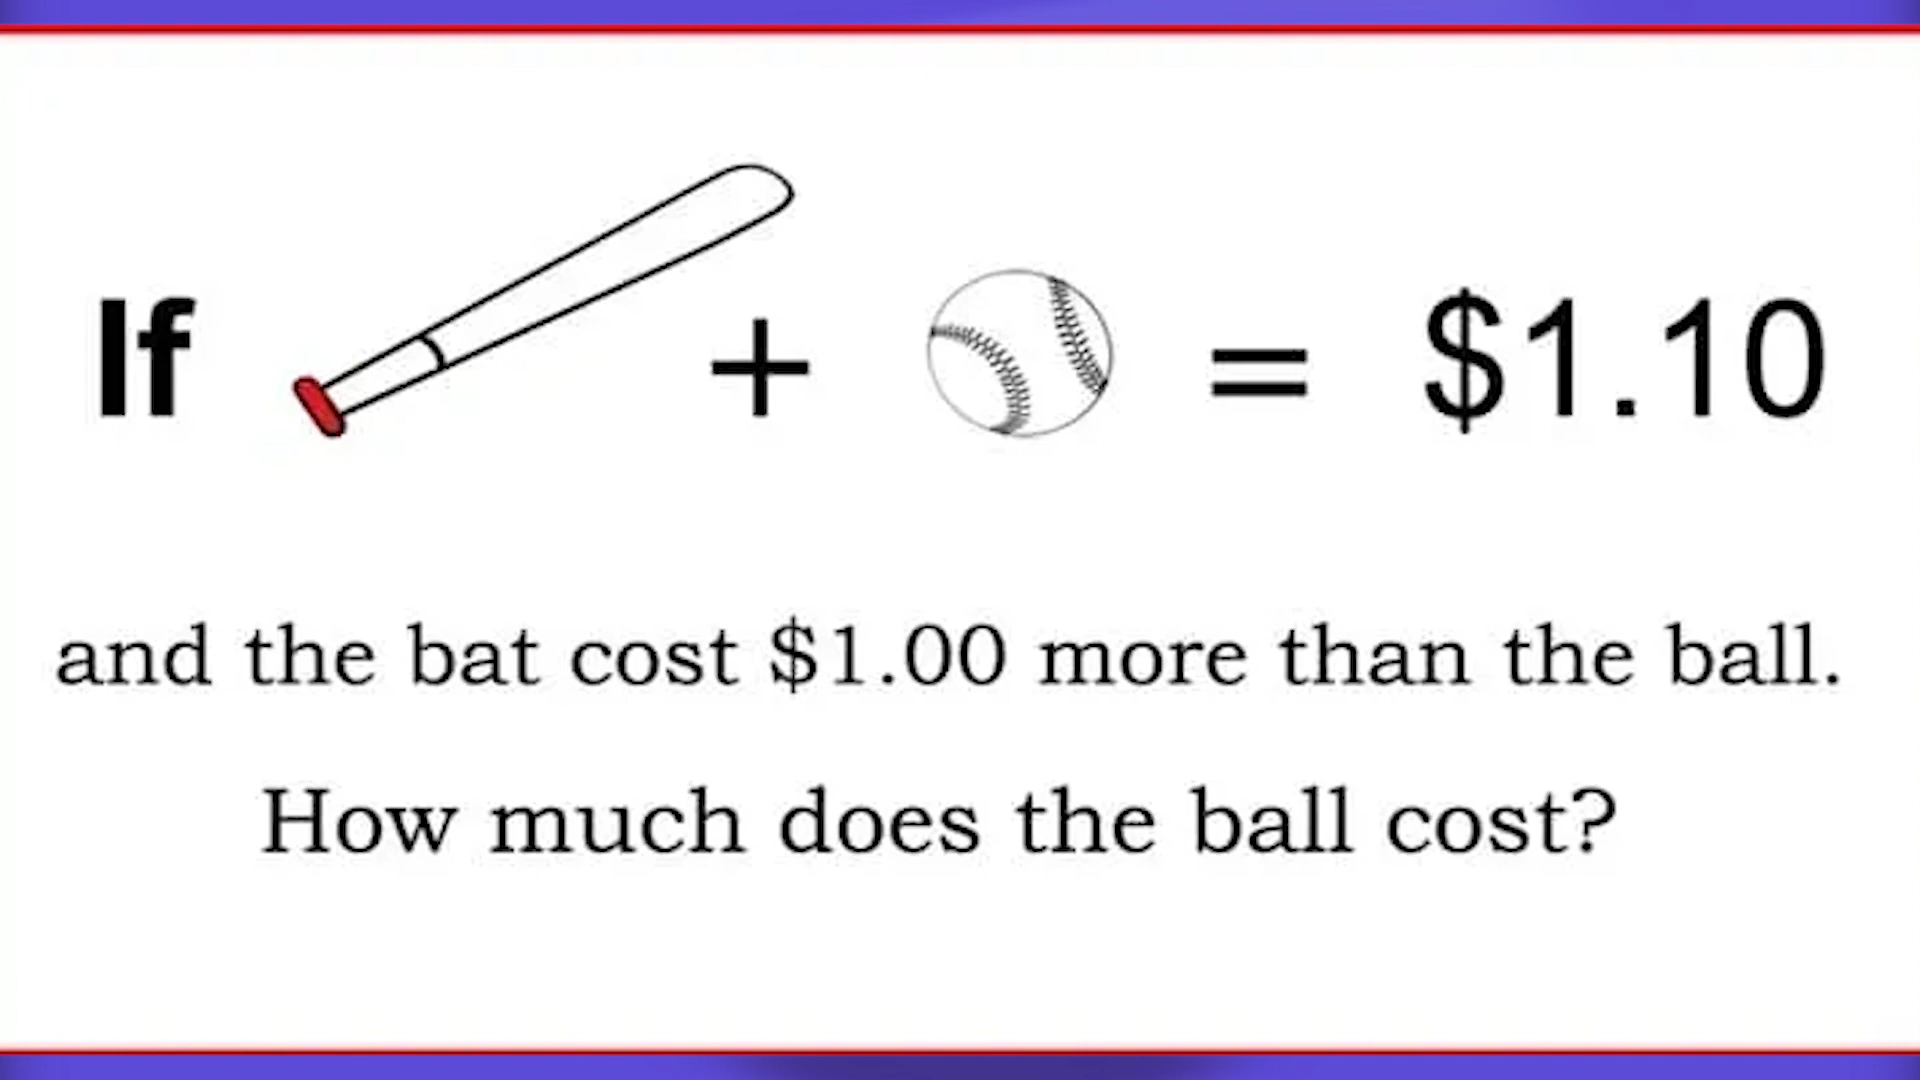 If + = $1.10
and the bat cost $1.00 more than the ball.
How much does the ball cost?